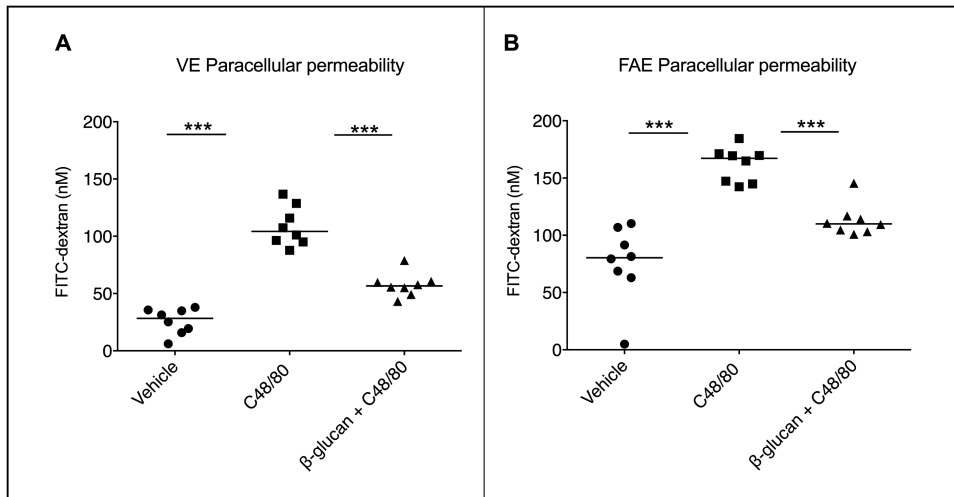 A
VE Paracellular permeability
*** ***
200
150
100
50
0
FITC-dextran (nM)
Vehicle
C48/80
β-glucan + C48/80
B
FAE Paracellular permeability
*** ***
200
150
100
50
0
FITC-dextran (nM)
Vehicle
C48/80
β-glucan + C48/80